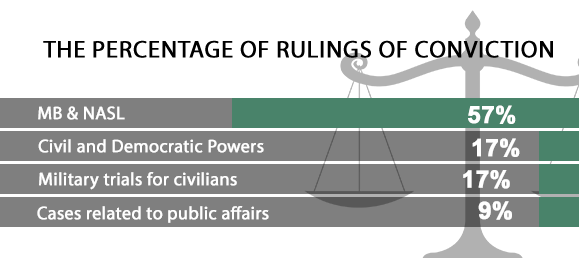 THE PERCENTAGE OF RULINGS OF CONVICTION
MB & NASL 57%
Civil and Democratic Powers 17%
Military trials for civilians 17%
Cases related to public affairs 9%